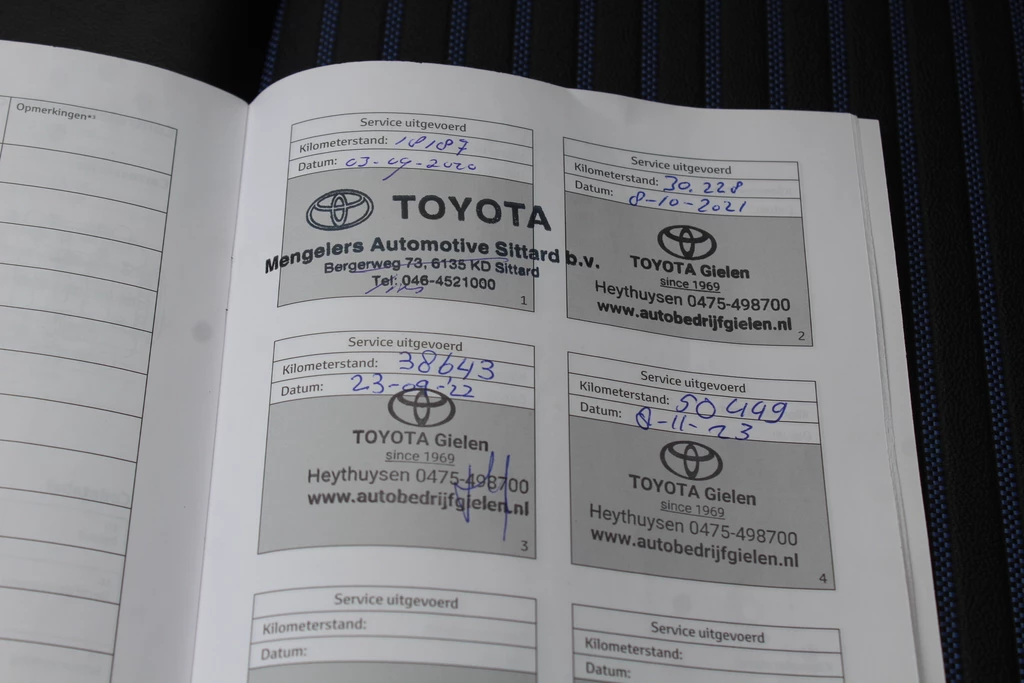 Opmerkingen*5
Service uitgevoerd
Kilometerstand: 18187
Datum: 03-09-2020
TOYOTA
Mengelers Automotive Sittard b.v.
Bergerweg 73, 6135 KD Sittard
Tel: 046-4521000
1
Service uitgevoerd
Kilometerstand: 30.228
Datum: 8-10-2021
TOYOTA Gielen
since 1969
Heythuysen 0475-498700
www.autobedrijfgielen.nl
2
Service uitgevoerd
Kilometerstand: 38643
Datum: 23-09-'22
TOYOTA Gielen
since 1969
Heythuysen 0475-498700
www.autobedrijfgielen.nl
3
Service uitgevoerd
Kilometerstand: 50499
Datum: 8-11-23
TOYOTA Gielen
since 1969
Heythuysen 0475-498700
www.autobedrijfgielen.nl
4
Service uitgevoerd
Kilometerstand:
Datum:
Service uitgevoerd
Kilometerstand:
Datum: